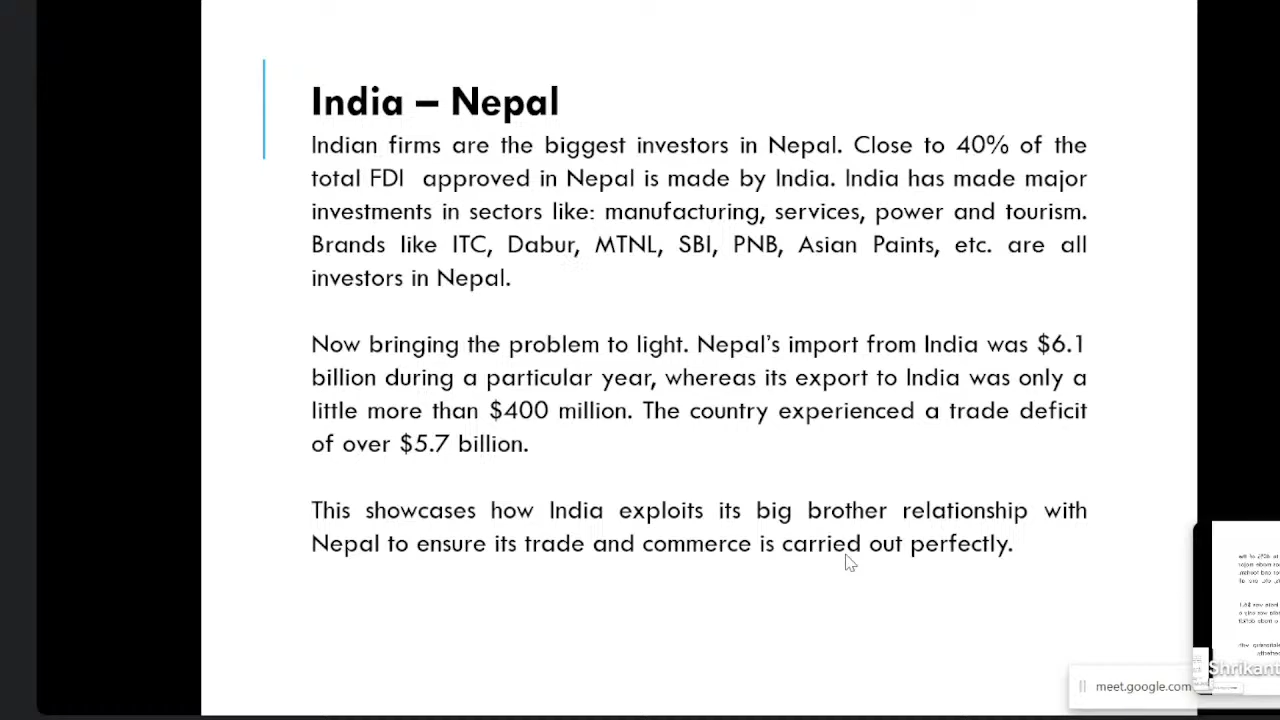 India – Nepal
Indian firms are the biggest investors in Nepal. Close to 40% of the
total FDI approved in Nepal is made by India. India has made major
investments in sectors like: manufacturing, services, power and tourism.
Brands like ITC, Dabur, MTNL, SBI, PNB, Asian Paints, etc. are all
investors in Nepal.
Now bringing the problem to light. Nepal’s import from India was $6.1
billion during a particular year, whereas its export to India was only a
little more than $400 million. The country experienced a trade deficit
of over $5.7 billion.
This showcases how India exploits its big brother relationship with
Nepal to ensure its trade and commerce is carried out perfectly.
Shrikant
meet.google.com